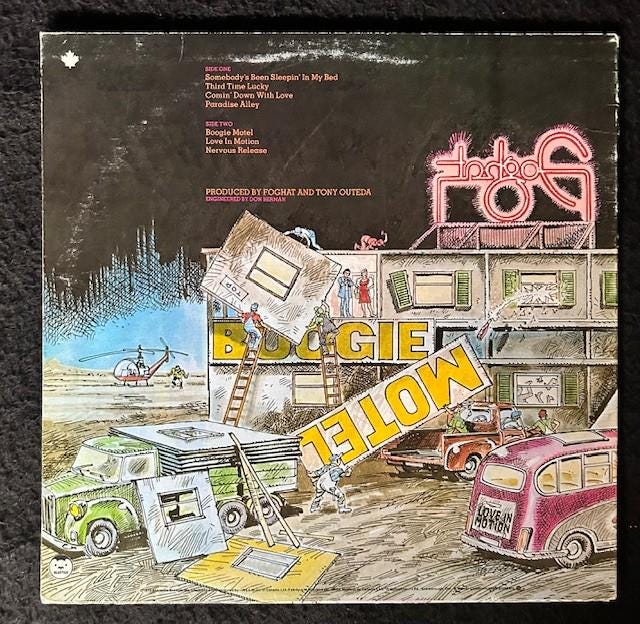 SIDE ONE
Somebody's Been Sleepin' In My Bed
Third Time Lucky
Comin' Down With Love
Paradise Alley
SIDE TWO
Boogie Motel
Love In Motion
Nervous Release
PRODUCED BY FOGHAT AND TONY OUTEDA
ENGINEERED BY DON BERMAN
Foghat
TOP
BOOGIE
MOTEL
LOVE IN
MOTION